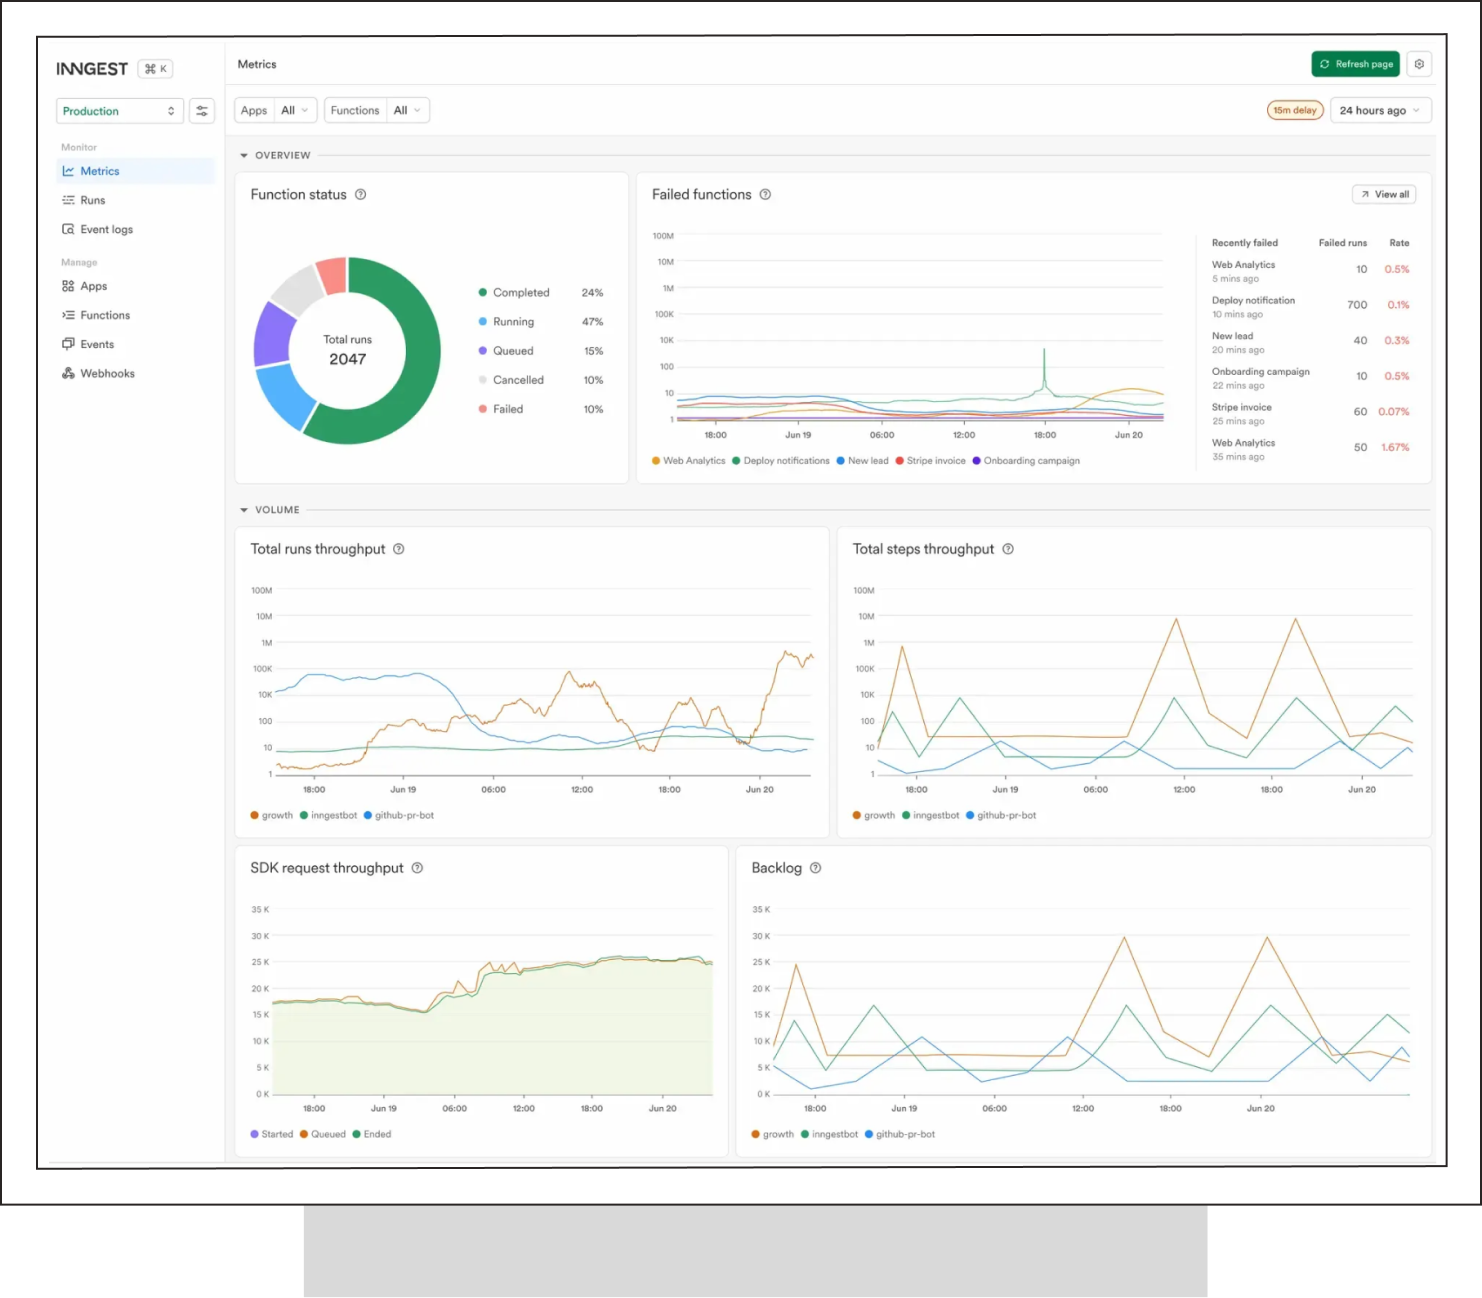 INNGEST ⌘ K
Production
Monitor
Metrics
Runs
Event logs
Manage
Apps
Functions
Events
Webhooks
Metrics
Refresh page
Apps All Functions All
15m delay 24 hours ago
OVERVIEW
Function status
Total runs
2047
Completed 24%
Running 47%
Queued 15%
Cancelled 10%
Failed 10%
Failed functions
View all
100M
10M
1M
100K
10K
100
10
1
18:00 Jun 19 06:00 12:00 18:00 Jun 20
Web Analytics Deploy notifications New lead Stripe invoice Onboarding campaign
Recently failed Failed runs Rate
Web Analytics 10 0.5%
5 mins ago
Deploy notification 700 0.1%
10 mins ago
New lead 40 0.3%
20 mins ago
Onboarding campaign 10 0.5%
22 mins ago
Stripe invoice 60 0.07%
25 mins ago
Web Analytics 50 1.67%
35 mins ago
VOLUME
Total runs throughput
100M
10M
1M
100K
10K
100
10
1
18:00 Jun 19 06:00 12:00 18:00 Jun 20
growth inngestbot github-pr-bot
Total steps throughput
100M
10M
1M
100K
10K
100
10
1
18:00 Jun 19 06:00 12:00 18:00 Jun 20
growth inngestbot github-pr-bot
SDK request throughput
35 K
30 K
25 K
20 K
15 K
10 K
5 K
0 K
18:00 Jun 19 06:00 12:00 18:00 Jun 20
Started Queued Ended
Backlog
35 K
30 K
25 K
20 K
15 K
10 K
5 K
0 K
18:00 Jun 19 06:00 12:00 18:00 Jun 20
growth inngestbot github-pr-bot